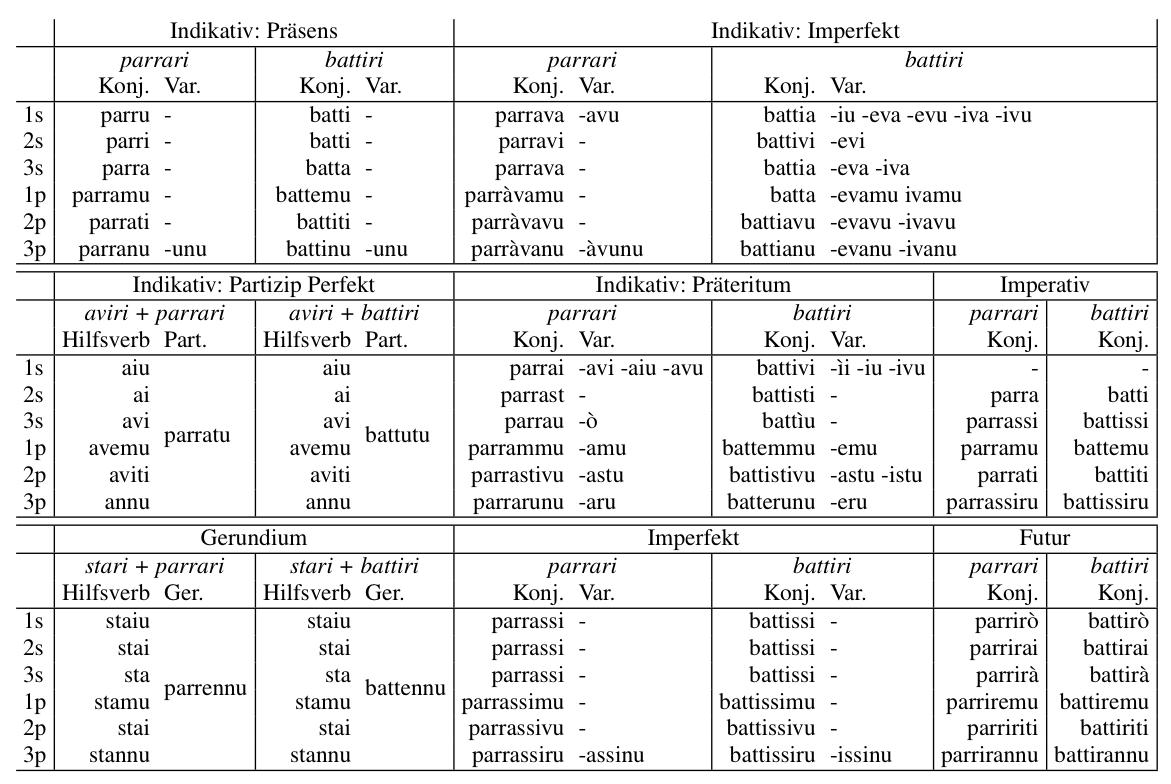 Indikativ: Präsens Indikativ: Imperfekt
parrari battiri parrari battiri
Konj. Var. Konj. Var. Konj. Var. Konj. Var.
1s parru - batti - parrava -avu battia -iu -eva -evu -iva -ivu
2s parri - batti - parravi - battivi -evi
3s parra - batta - parrava - battia -eva -iva
1p parramu - battemu - parràvamu - batta -evamu ivamu
2p parrati - battiti - parràvavu - battiavu -evavu -ivavu
3p parranu -unu battinu -unu parràvanu -àvunu battianu -evanu -ivanu
Indikativ: Partizip Perfekt Indikativ: Präteritum Imperativ
aviri + parrari aviri + battiri parrari battiri parrari battiri
Hilfsverb Part. Hilfsverb Part. Konj. Var. Konj. Var. Konj. Konj.
1s aiu aiu parrai -avi -aiu -avu battivi -ìi -iu -ivu - -
2s ai ai parrast - battisti - parra batti
3s avi avi parrau -ò battìu - parrassi battissi
parratu battutu
1p avemu avemu parrammu -amu battemmu -emu parramu battemu
2p aviti aviti parrastivu -astu battistivu -astu -istu parrati battiti
3p annu annu parrarunu -aru batterunu -eru parrassiru battissiru
Gerundium Imperfekt Futur
stari + parrari stari + battiri parrari battiri parrari battiri
Hilfsverb Ger. Hilfsverb Ger. Konj. Var. Konj. Var. Konj. Konj.
1s staiu staiu parrassi - battissi - parrirò battirò
2s stai stai parrassi - battissi - parrirai battirai
3s sta sta parrassi - battissi - parrirà battirà
parrennu battennu
1p stamu stamu parrassimu - battissimu - parriremu battiremu
2p stai stai parrassivu - battissivu - parririti battiriti
3p stannu stannu parrassiru -assinu battissiru -issinu parrirannu battirannu